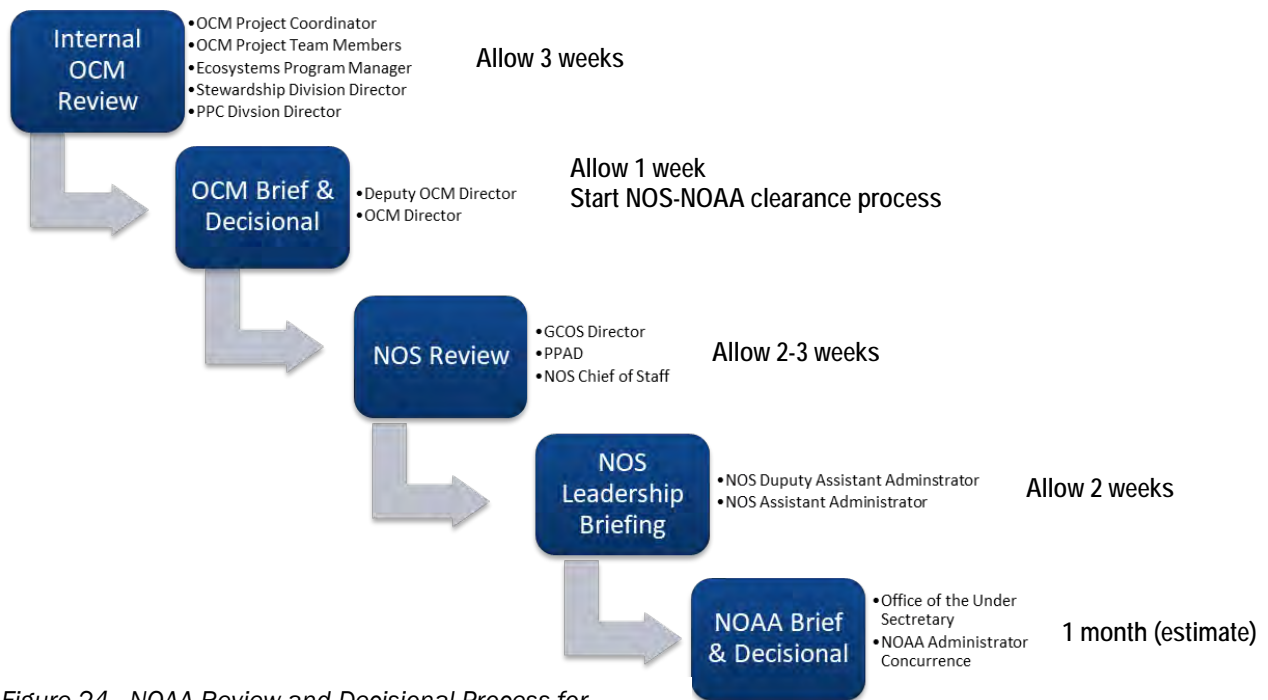 Internal
OCM
Review
•OCM Project Coordinator
•OCM Project Team Members
•Ecosystems Program Manager
•Stewardship Division Director
•PPC Divsion Director
Allow 3 weeks
OCM Brief &
Decisional
•Deputy OCM Director
•OCM Director
Allow 1 week
Start NOS-NOAA clearance process
NOS Review
•GCOS Director
•PPAD
•NOS Chief of Staff
Allow 2-3 weeks
NOS
Leadership
Briefing
•NOS Duputy Assistant Adminstrator
•NOS Assistant Administrator
Allow 2 weeks
NOAA Brief
& Decisional
•Office of the Under
Sectretary
•NOAA Administrator
Concurrence
1 month (estimate)
Figure 24. NOAA Review and Decisional Process for